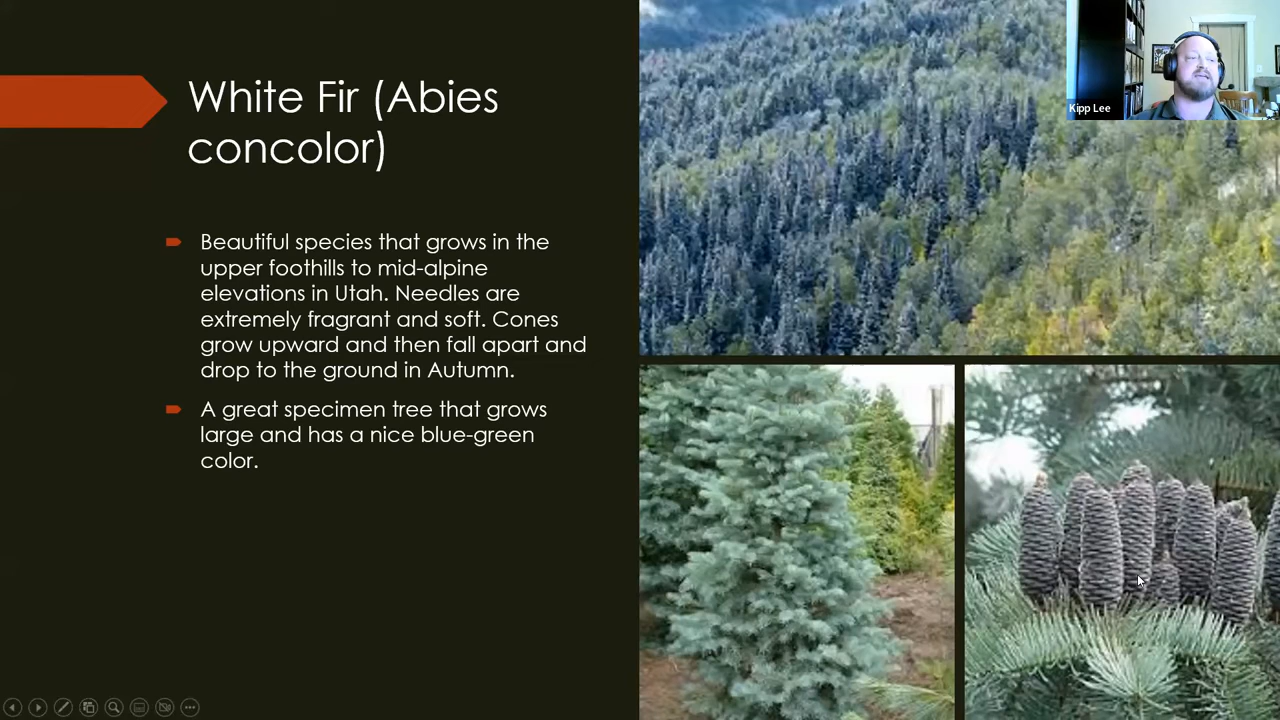 White Fir (Abies
concolor)
Beautiful species that grows in the
upper foothills to mid-alpine
elevations in Utah. Needles are
extremely fragrant and soft. Cones
grow upward and then fall apart and
drop to the ground in Autumn.
A great specimen tree that grows
large and has a nice blue-green
color.
Kipp Lee